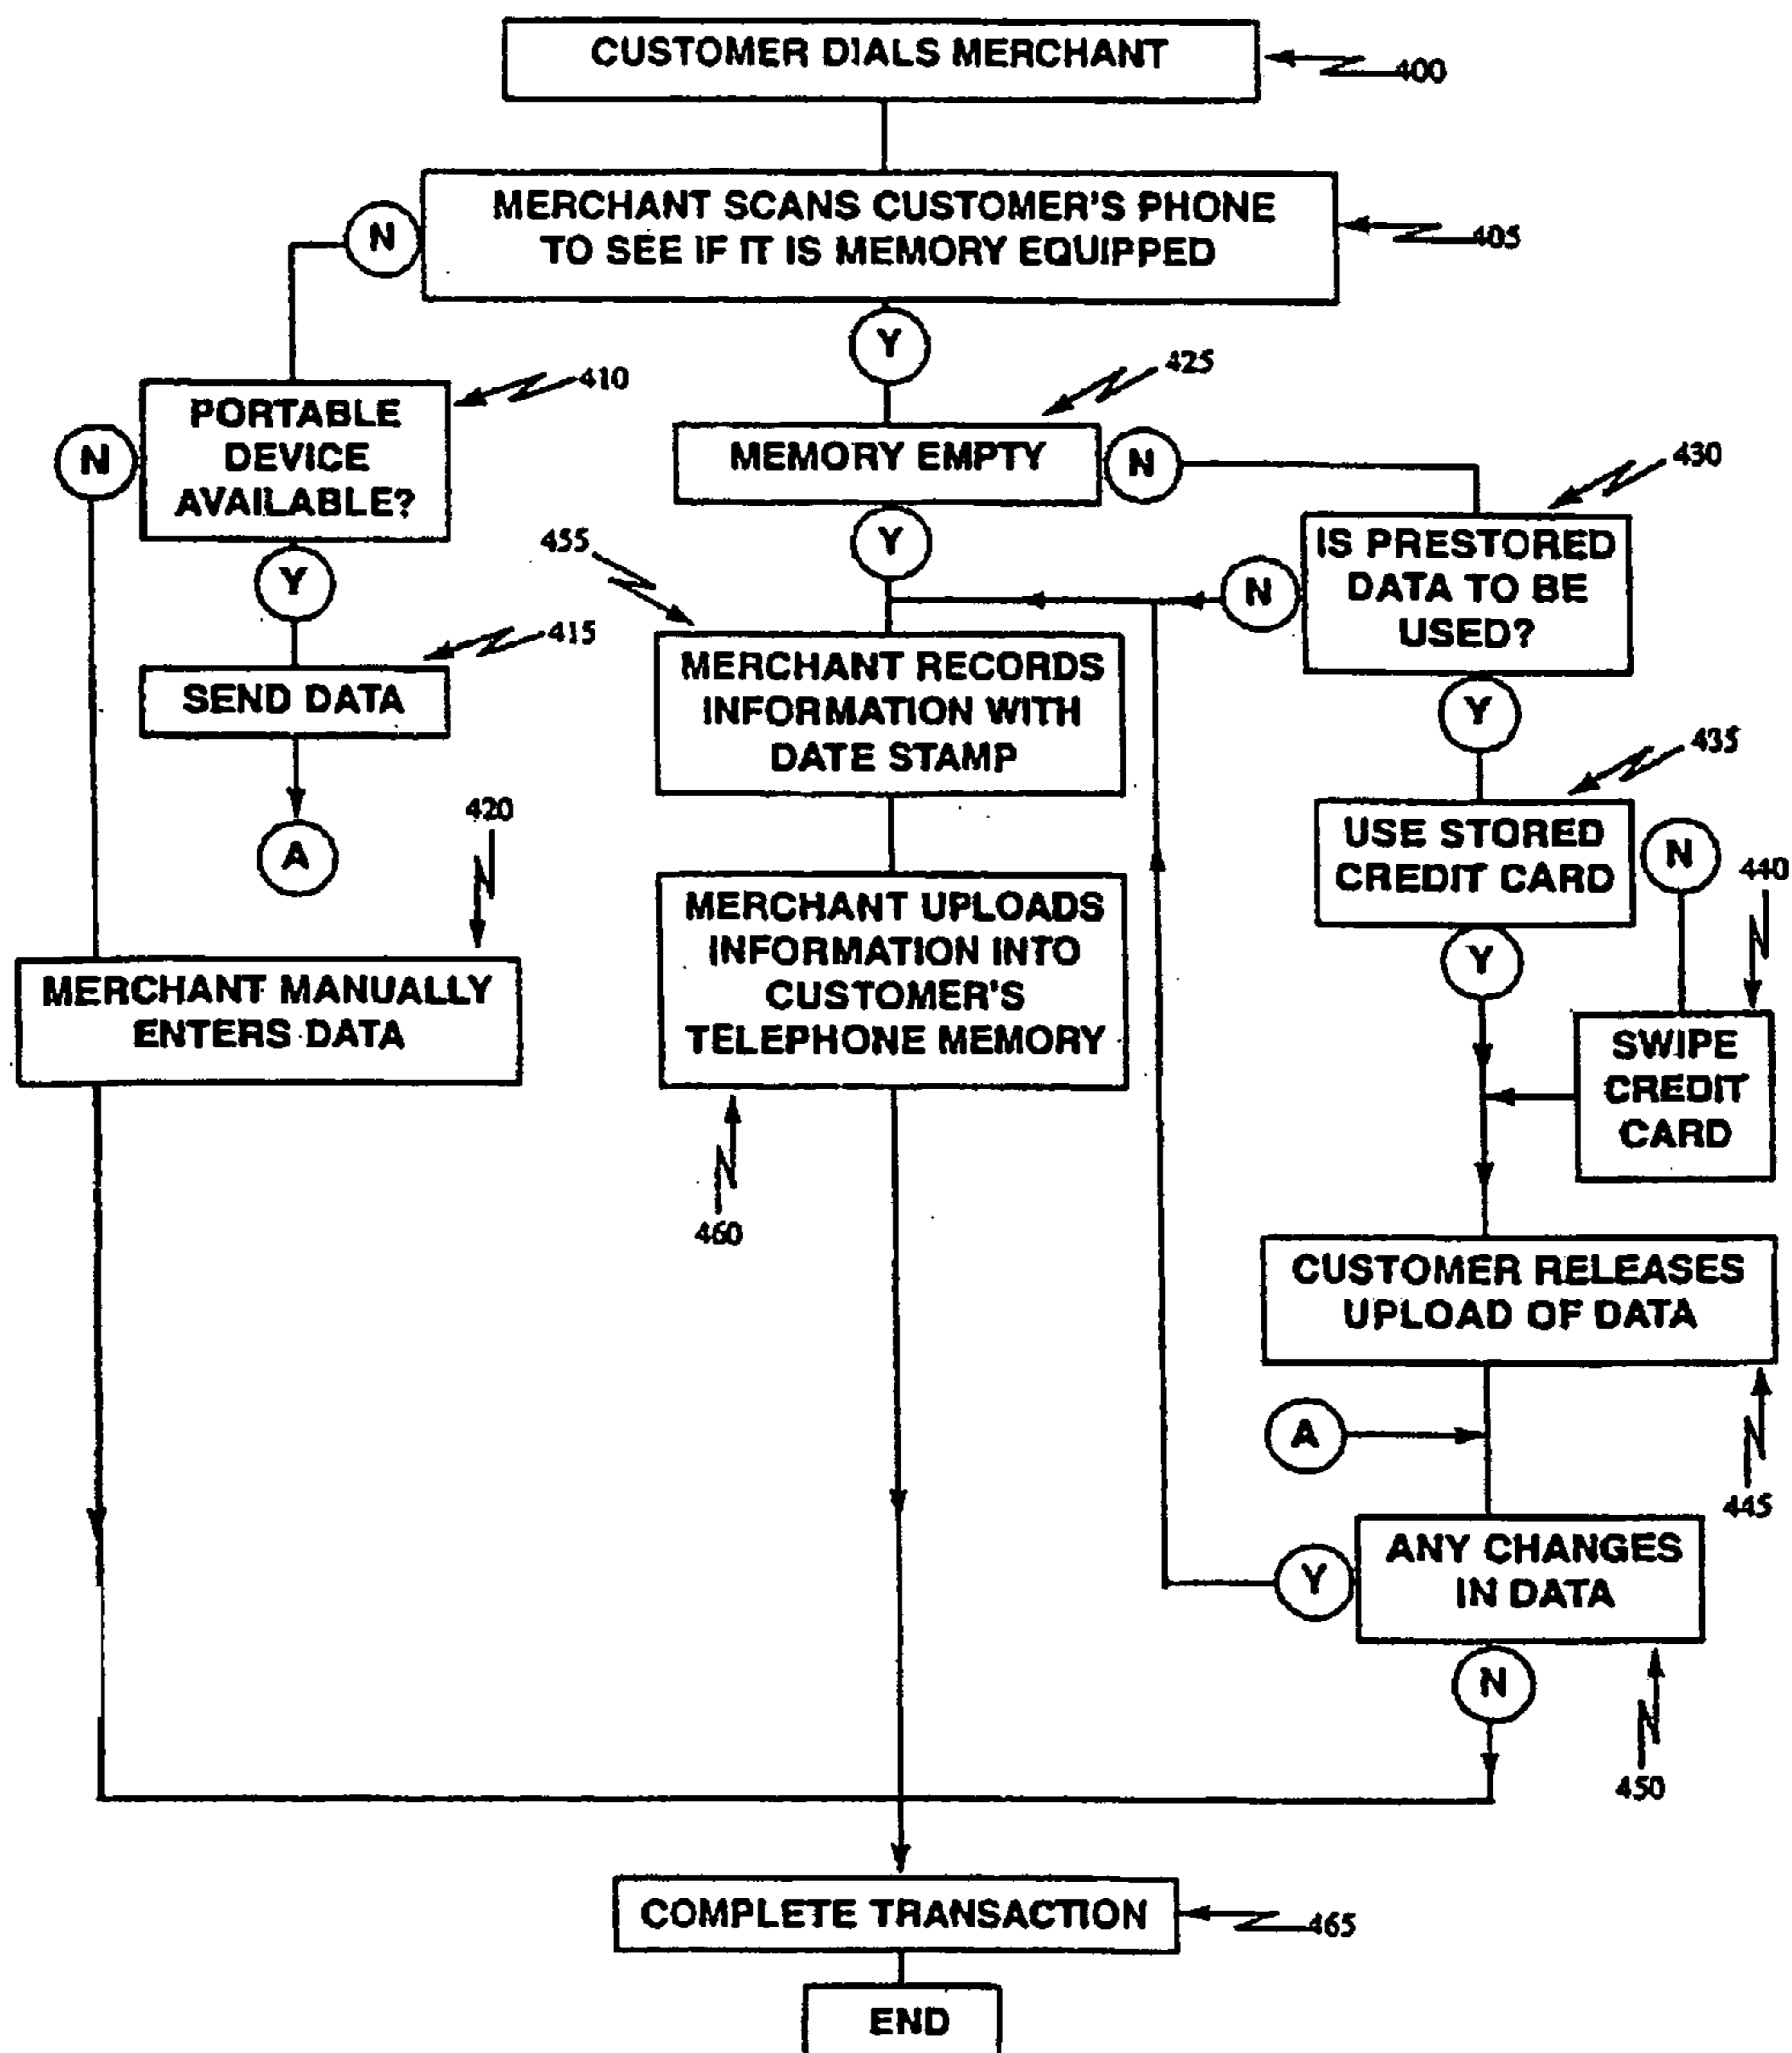 CUSTOMER DIALS MERCHANT
400
MERCHANT SCANS CUSTOMER'S PHONE
TO SEE IF IT IS MEMORY EQUIPPED
405
N
Y
410
PORTABLE
DEVICE
AVAILABLE?
N
Y
415
SEND DATA
A
420
MERCHANT MANUALLY
ENTERS DATA
425
MEMORY EMPTY
N
Y
430
IS PRESTORED
DATA TO BE
USED?
N
Y
455
MERCHANT RECORDS
INFORMATION WITH
DATE STAMP
MERCHANT UPLOADS
INFORMATION INTO
CUSTOMER'S
TELEPHONE MEMORY
460
435
USE STORED
CREDIT CARD
N
Y
440
SWIPE
CREDIT
CARD
CUSTOMER RELEASES
UPLOAD OF DATA
445
A
ANY CHANGES
IN DATA
Y
N
450
COMPLETE TRANSACTION
465
END